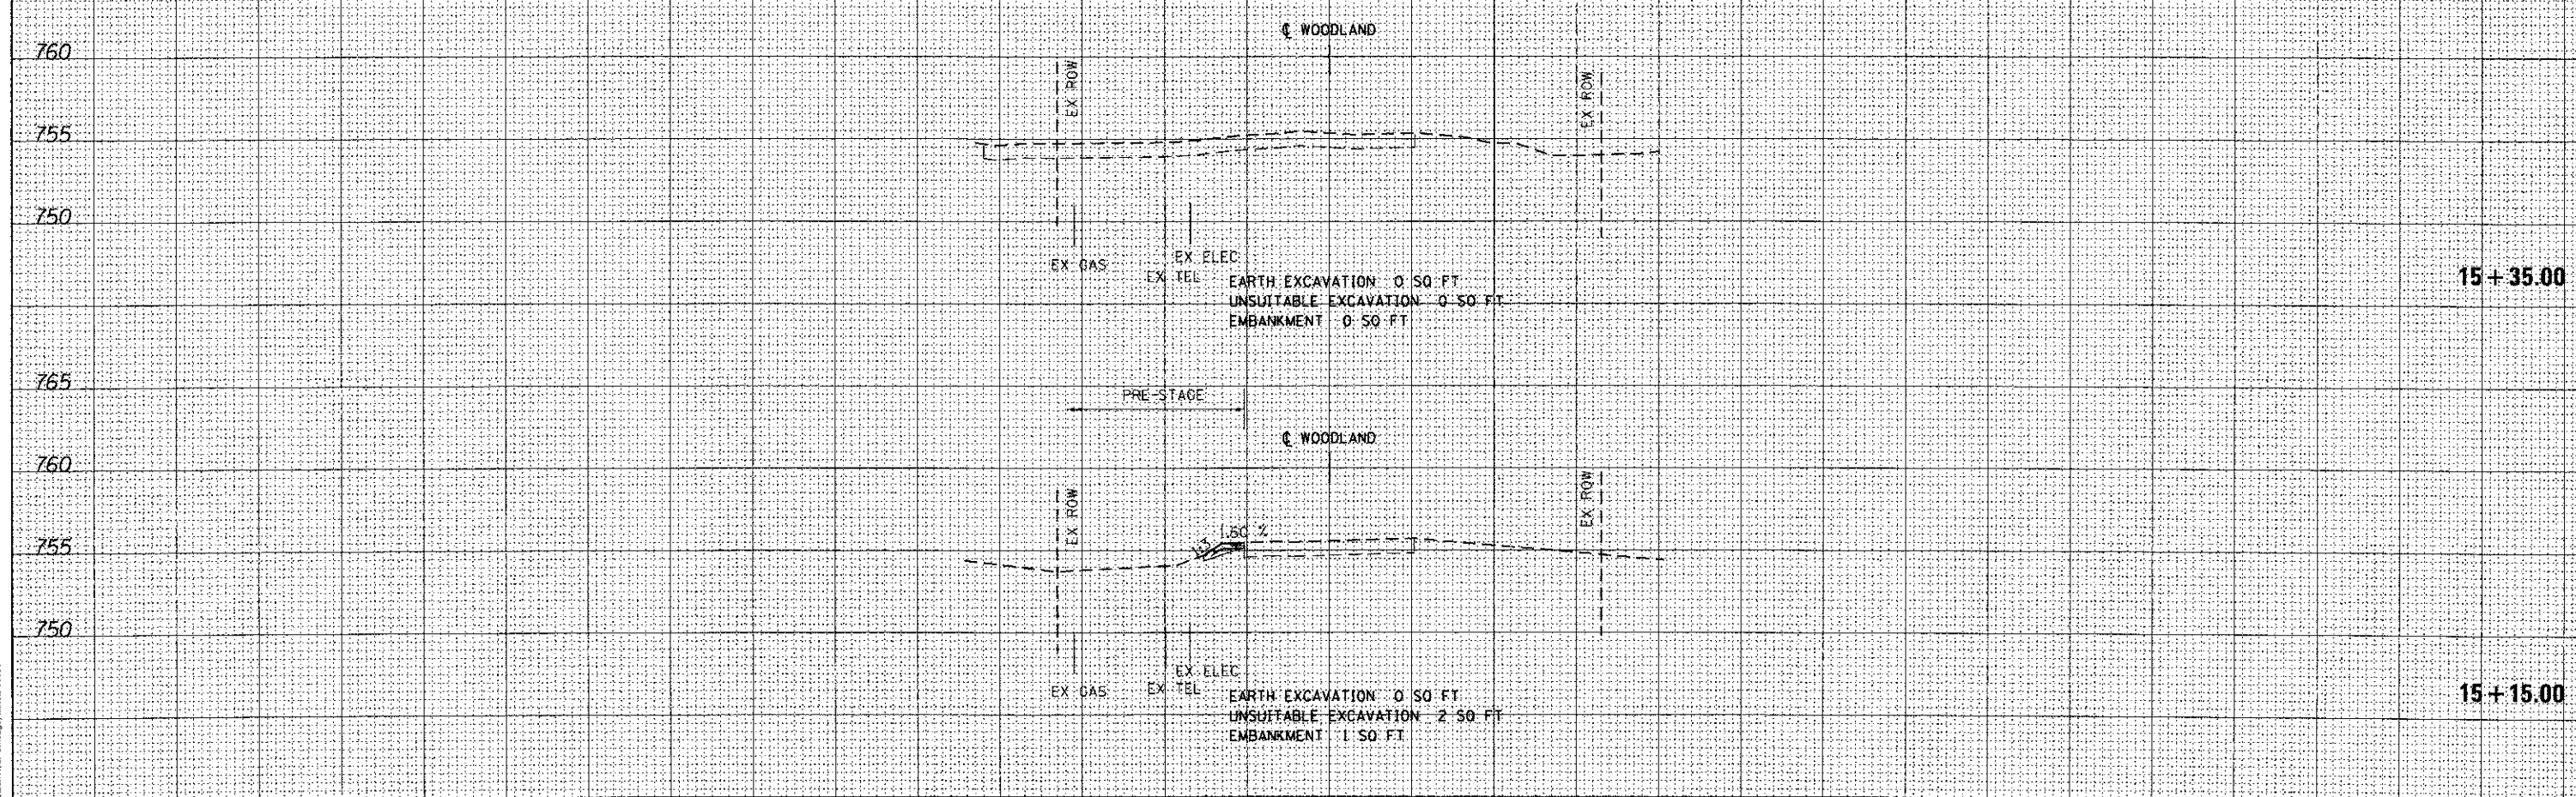 ℄ WOODLAND
760
EX ROW
EX ROW
755
750
EX GAS
EX ELEC
EX TEL
EARTH EXCAVATION 0 SQ FT
UNSUITABLE EXCAVATION 0 SQ FT
EMBANKMENT 0 SQ FT
15 + 35.00
765
PRE-STAGE
℄ WOODLAND
760
EX ROW
EX ROW
1:3
1.50 %
755
750
EX GAS
EX ELEC
EX TEL
EARTH EXCAVATION 0 SQ FT
UNSUITABLE EXCAVATION 2 SQ FT
EMBANKMENT 1 SQ FT
15 + 15.00